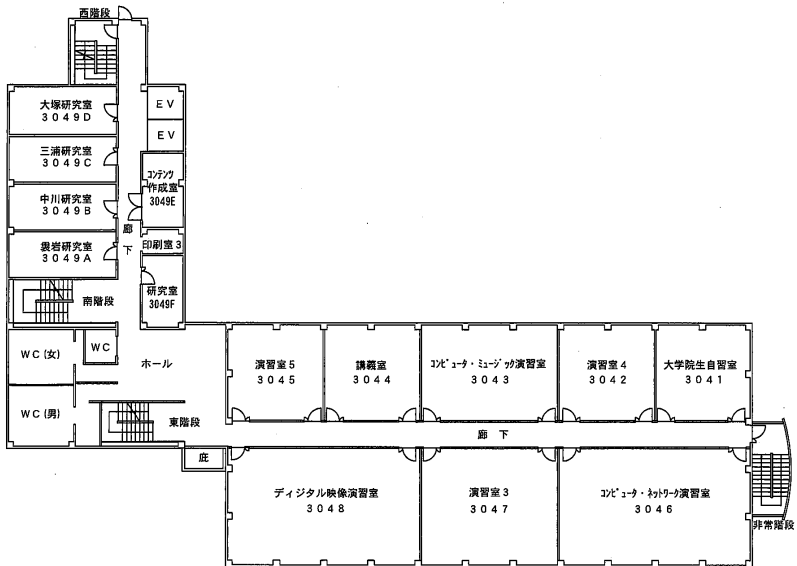 西階段
大塚研究室
3049D
EV
EV
三浦研究室
3049C
コンテンツ
作成室
3049E
中川研究室
3049B
廊
下
印刷室3
3049A
研究室
3049F
南階段
WC(女)
WC
ホール
WC(男)
東階段
庇
演習室5
3045
講義室
3044
コンピュータ・ミュージック演習室
3043
演習室4
3042
大学院生自習室
3041
廊下
ディジタル映像演習室
3048
演習室3
3047
コンピュータ・ネットワーク演習室
3046
非常階段